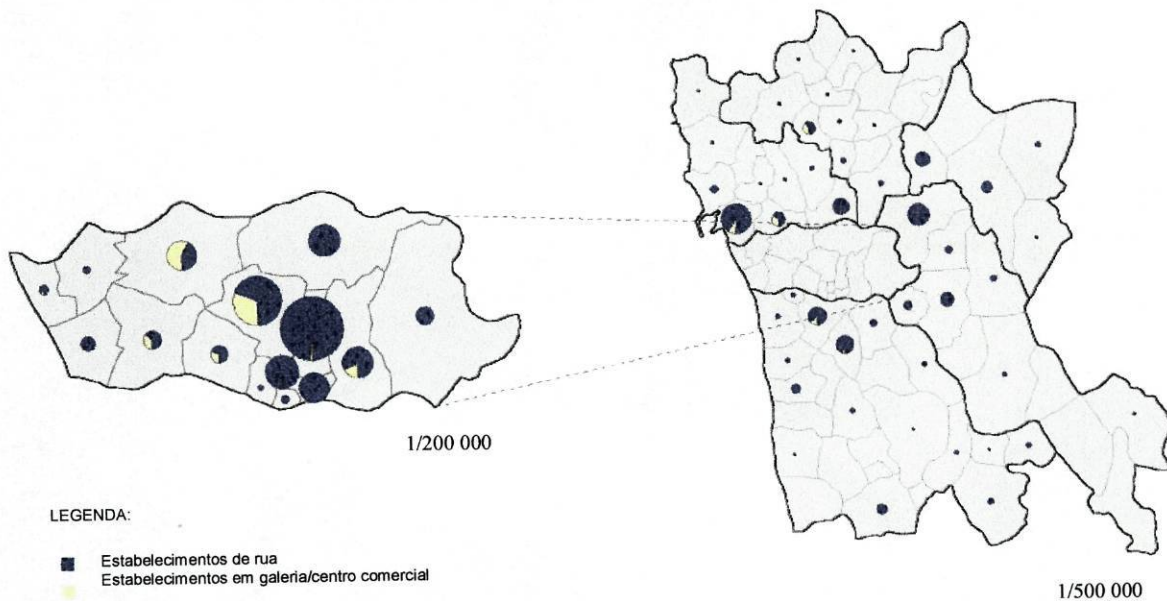 1/200 000
LEGENDA:
Estabelecimentos de rua
Estabelecimentos em galeria/centro comercial
1/500 000